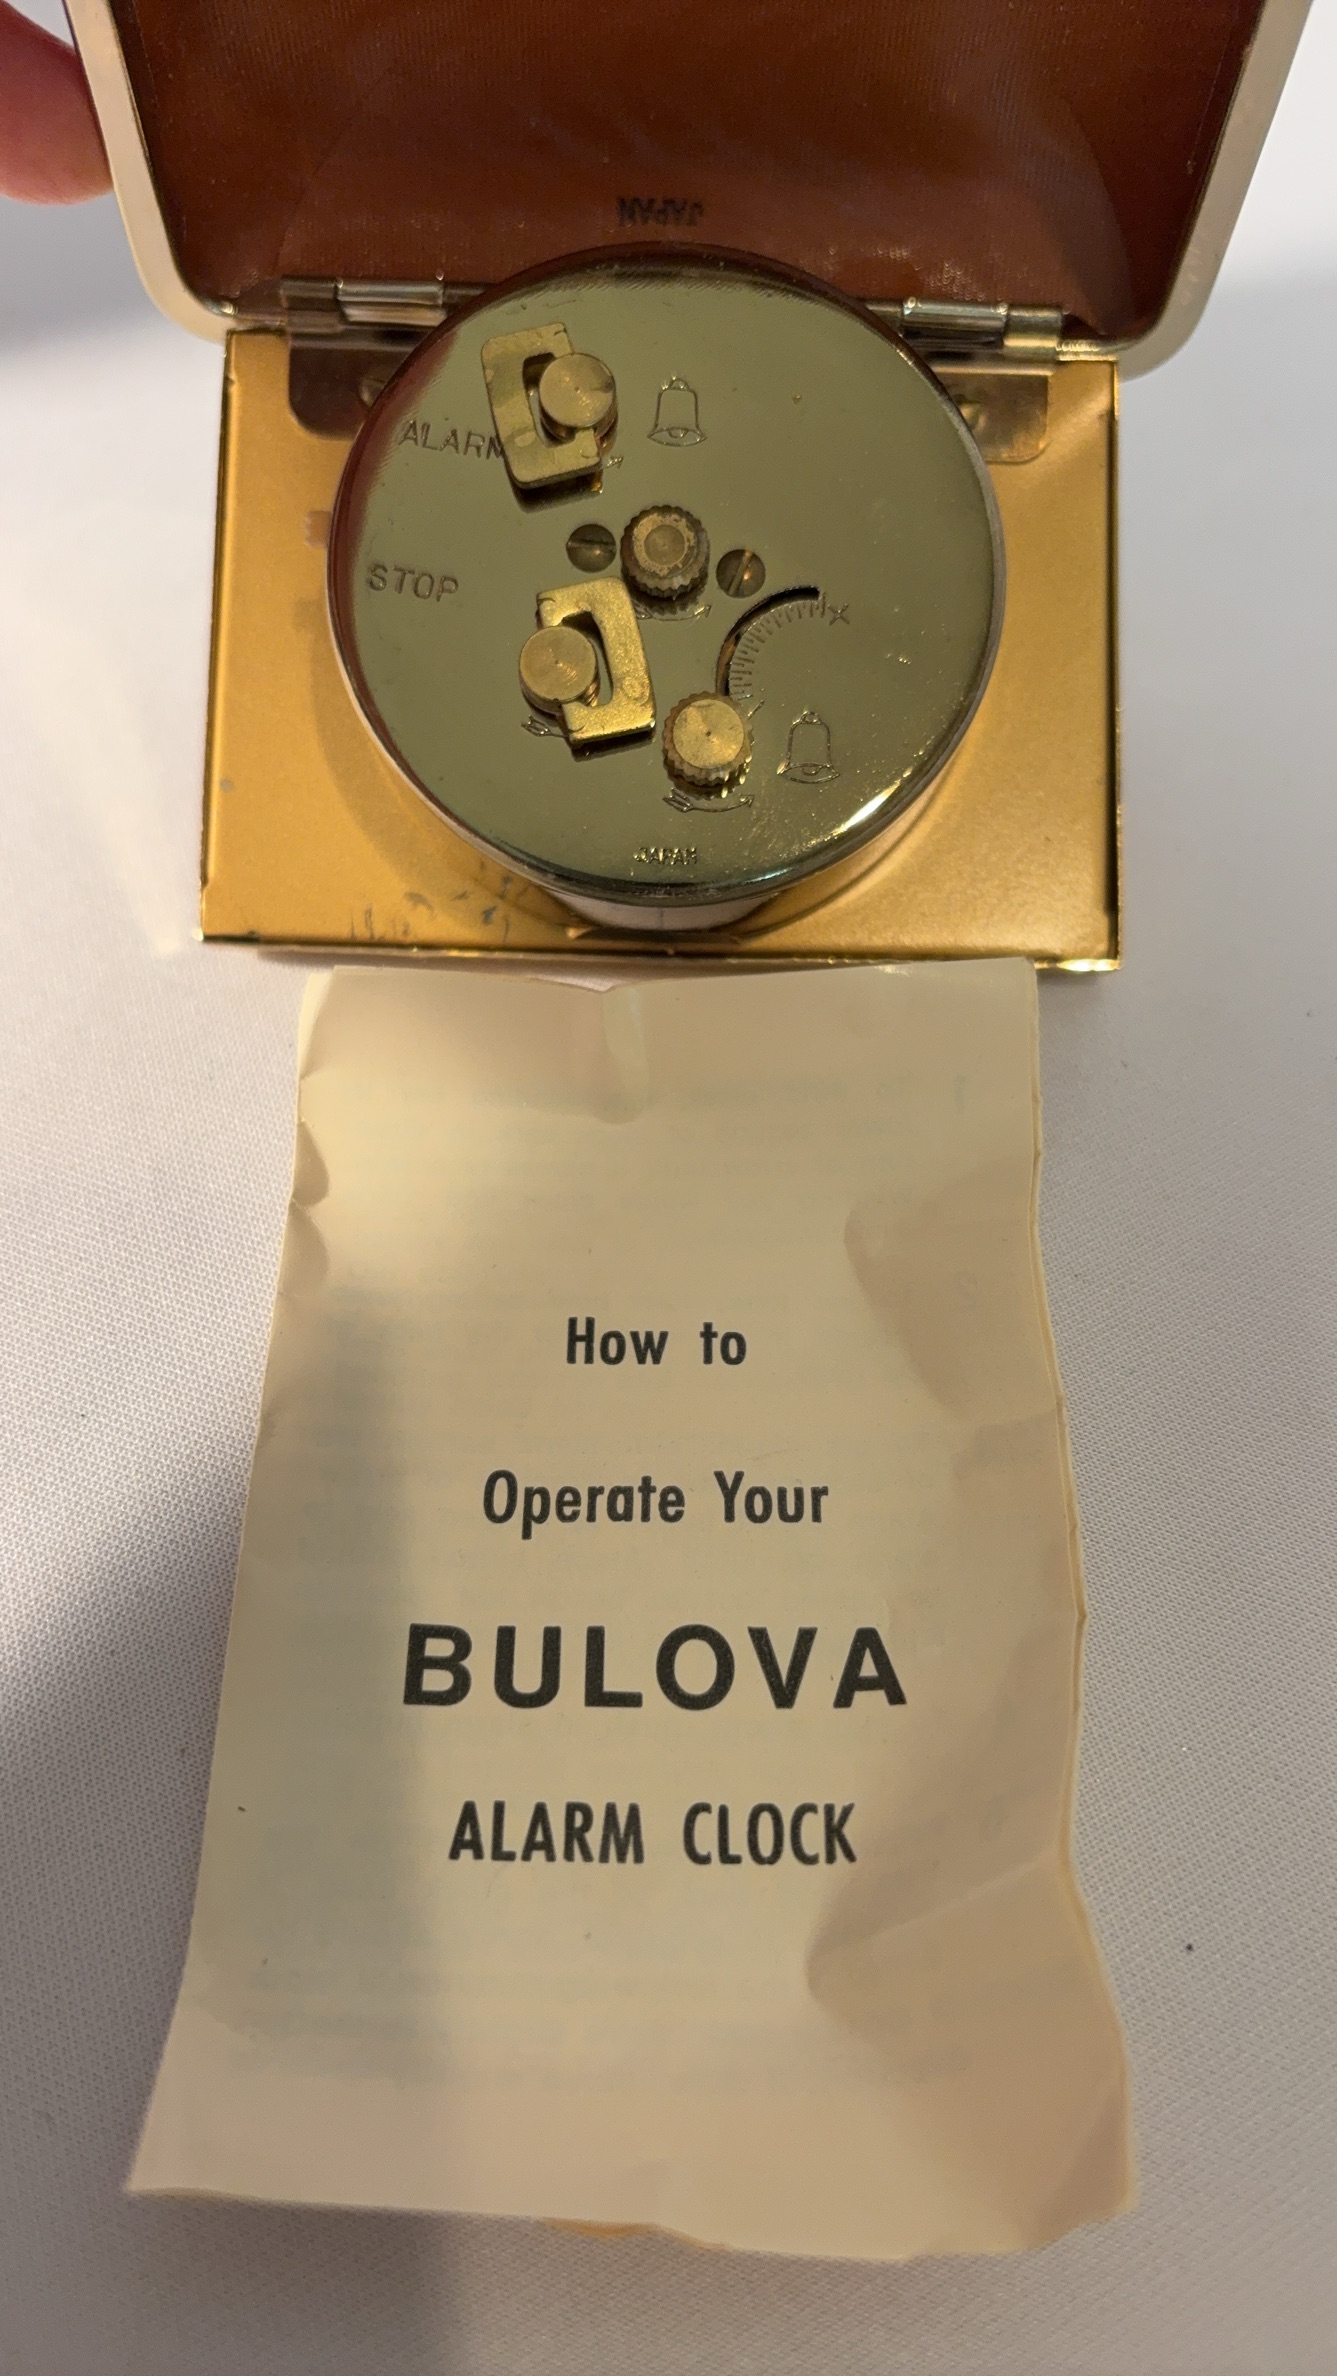 JAPAN
ALARM
STOP
JAPAN
How to
Operate Your
BULOVA
ALARM CLOCK